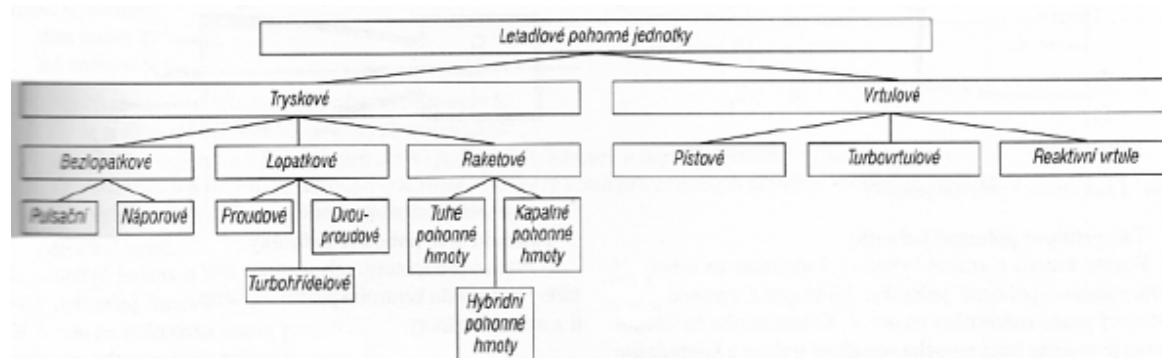 Letadlové pohonné jednotky
Tryskové
Vrtulové
Bezlopatkové
Lopatkové
Raketové
Pístové
Turbovrtulové
Reaktivní vrtule
Pulsační
Náporové
Proudové
Dvou-
proudové
Tuhé
pohonné
hmoty
Kapalné
pohonné
hmoty
Turbohřídelové
Hybridní
pohonné
hmoty